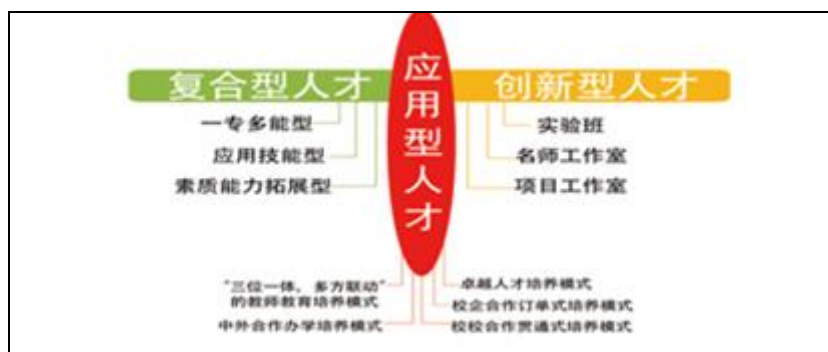 复合型人才
一专多能型
应用技能型
素质能力拓展型
应用型人才
创新型人才
实验班
名师工作室
项目工作室
“三位一体，多方联动”
的教师教育培养模式
中外合作办学培养模式
卓越人才培养模式
校企合作订单式培养模式
校校合作贯通式培养模式